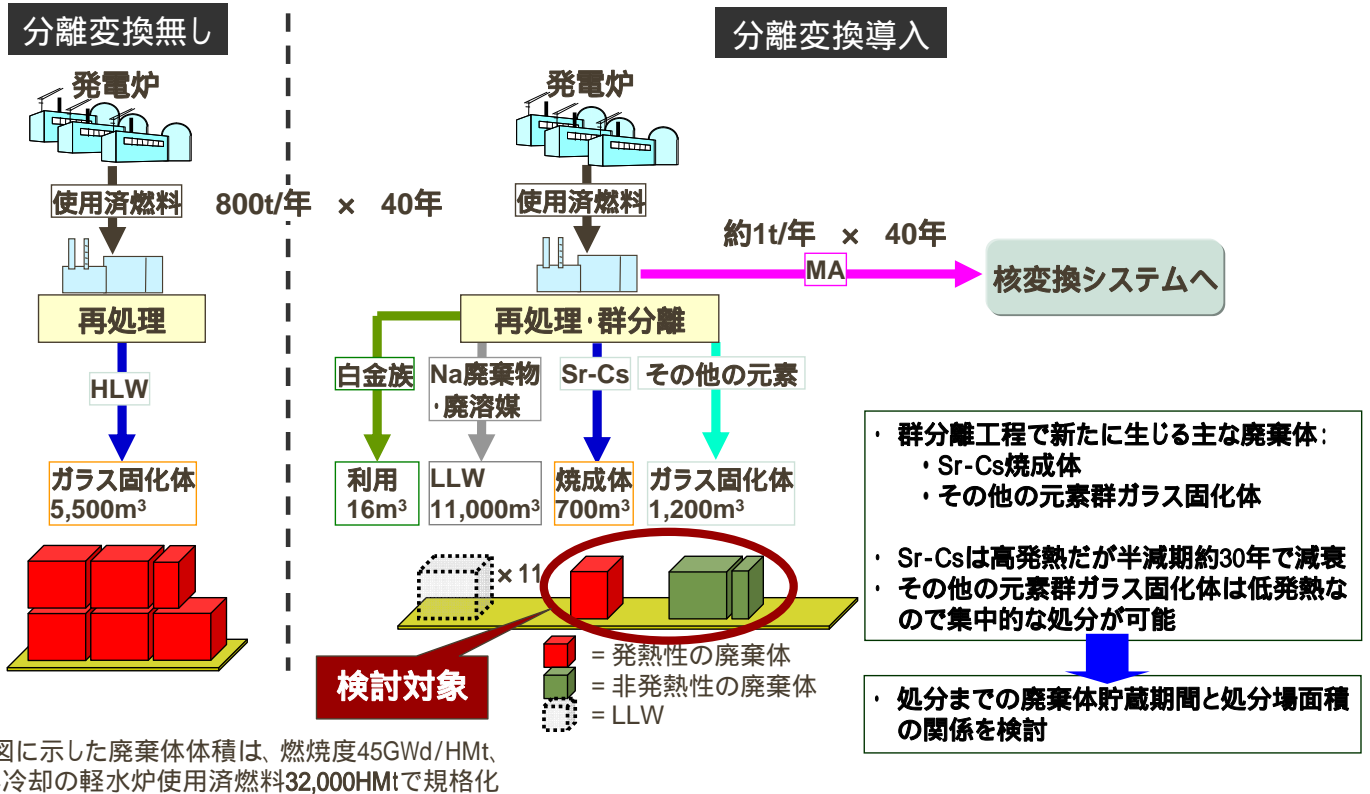 分離変換無し
発電炉
使用済燃料
再処理
HLW
ガラス固化体
5,500m³
800t/年 × 40年
分離変換導入
発電炉
使用済燃料
約1t/年 × 40年
MA
核変換システムへ
再処理・群分離
白金族
Na廃棄物
・廃溶媒
Sr-Cs
その他の元素
利用
16m³
LLW
11,000m³
焼成体
700m³
ガラス固化体
1,200m³
× 11
検討対象
= 発熱性の廃棄体
= 非発熱性の廃棄体
= LLW
・ 群分離工程で新たに生じる主な廃棄体：
・Sr-Cs焼成体
・その他の元素群ガラス固化体
・ Sr-Csは高発熱だが半減期約30年で減衰
・ その他の元素群ガラス固化体は低発熱な
ので集中的な処分が可能
・ 処分までの廃棄体貯蔵期間と処分場面積
の関係を検討
図に示した廃棄体体積は、燃焼度45GWd/HMt、
冷却の軽水炉使用済燃料32,000HMtで規格化